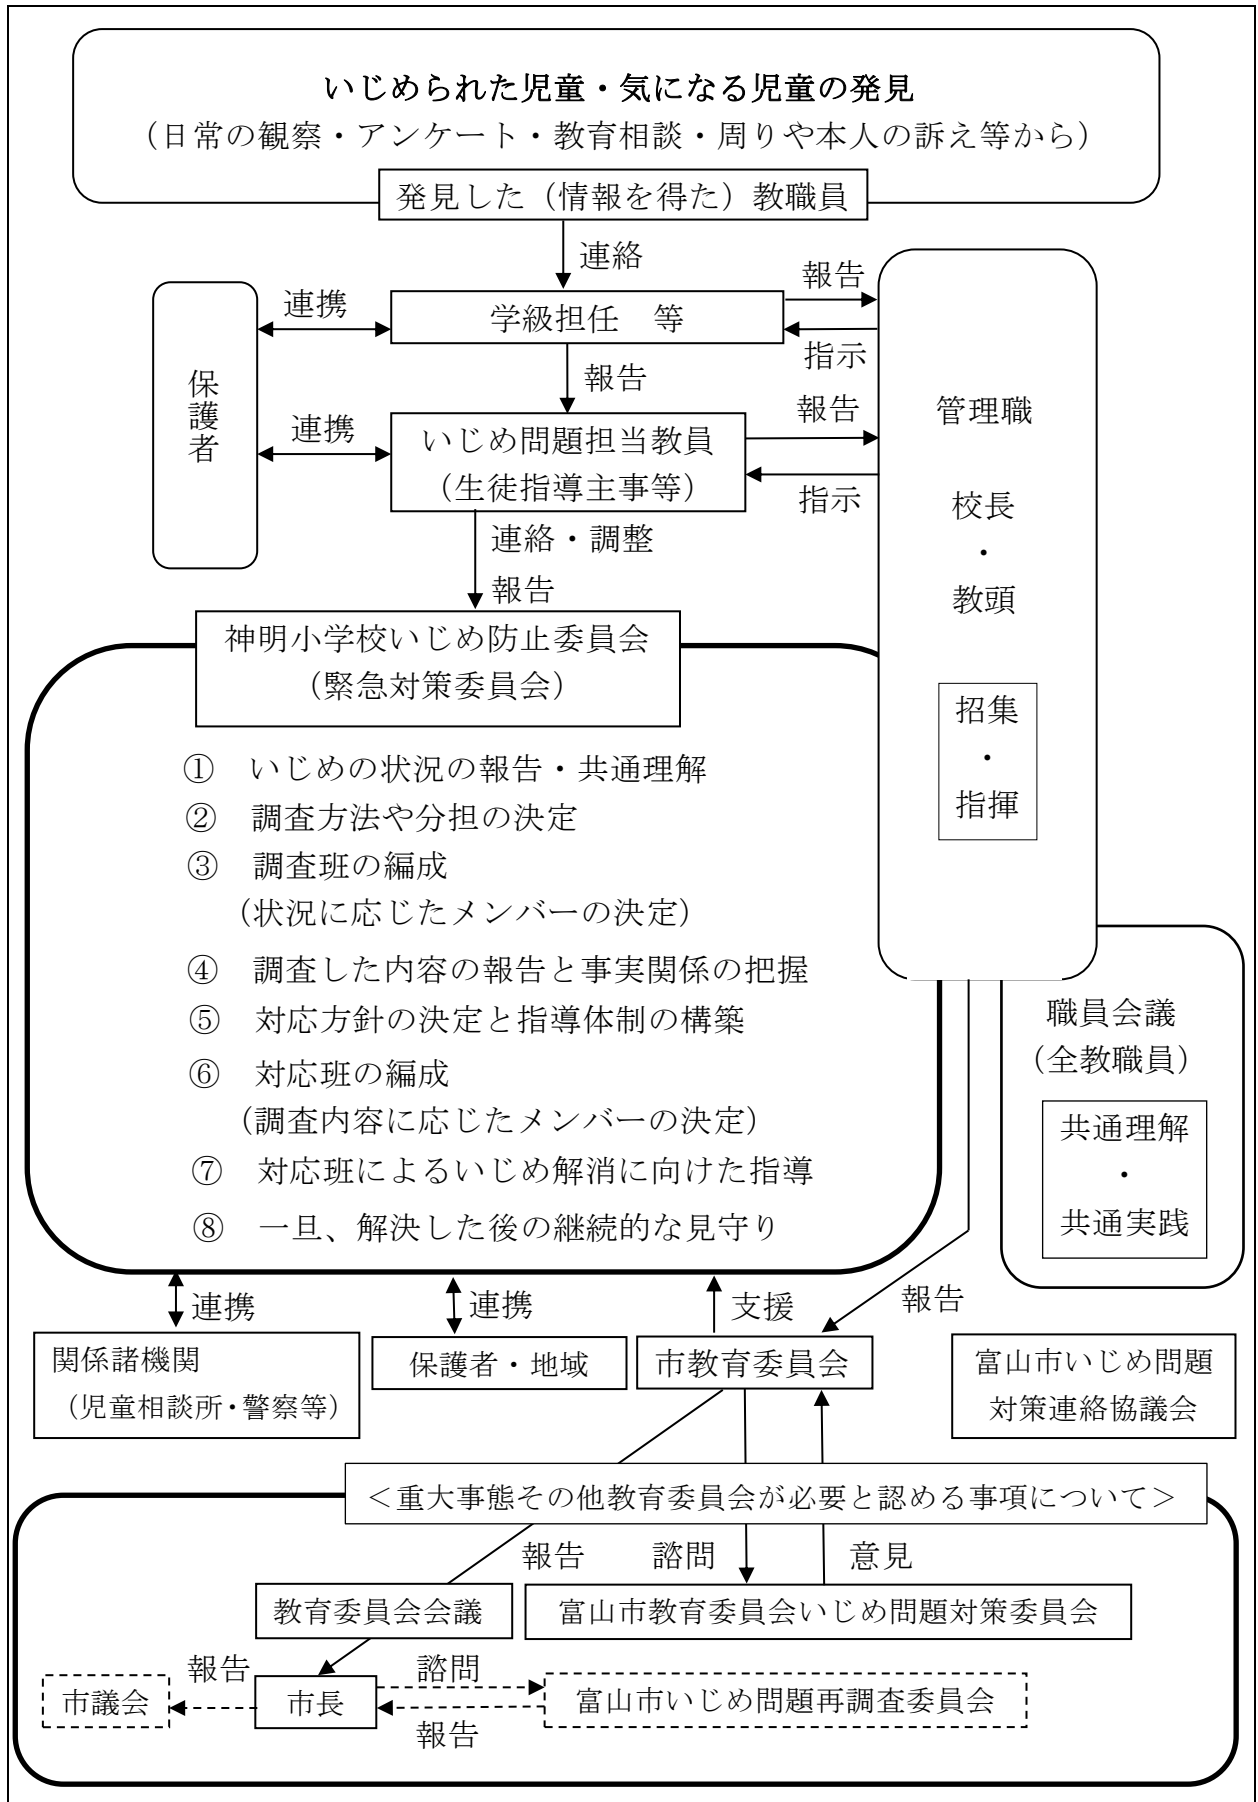 いじめられた児童・気になる児童の発見
（日常の観察・アンケート・教育相談・周りや本人の訴え等から）
発見した（情報を得た）教職員
連絡
学級担任　等
連携
報告
指示
保護者
報告
いじめ問題担当教員
（生徒指導主事等）
連携
報告
指示
管理職
校長
・
教頭
招集
・
指揮
連絡・調整
報告
神明小学校いじめ防止委員会
（緊急対策委員会）
①　いじめの状況の報告・共通理解
②　調査方法や分担の決定
③　調査班の編成
（状況に応じたメンバーの決定）
④　調査した内容の報告と事実関係の把握
⑤　対応方針の決定と指導体制の構築
⑥　対応班の編成
（調査内容に応じたメンバーの決定）
⑦　対応班によるいじめ解消に向けた指導
⑧　一旦、解決した後の継続的な見守り
職員会議
（全教職員）
共通理解
・
共通実践
連携
連携
支援
報告
関係諸機関
（児童相談所・警察等）
保護者・地域
市教育委員会
富山市いじめ問題
対策連絡協議会
＜重大事態その他教育委員会が必要と認める事項について＞
報告
諮問
意見
教育委員会会議
富山市教育委員会いじめ問題対策委員会
報告
諮問
市議会
市長
富山市いじめ問題再調査委員会
報告